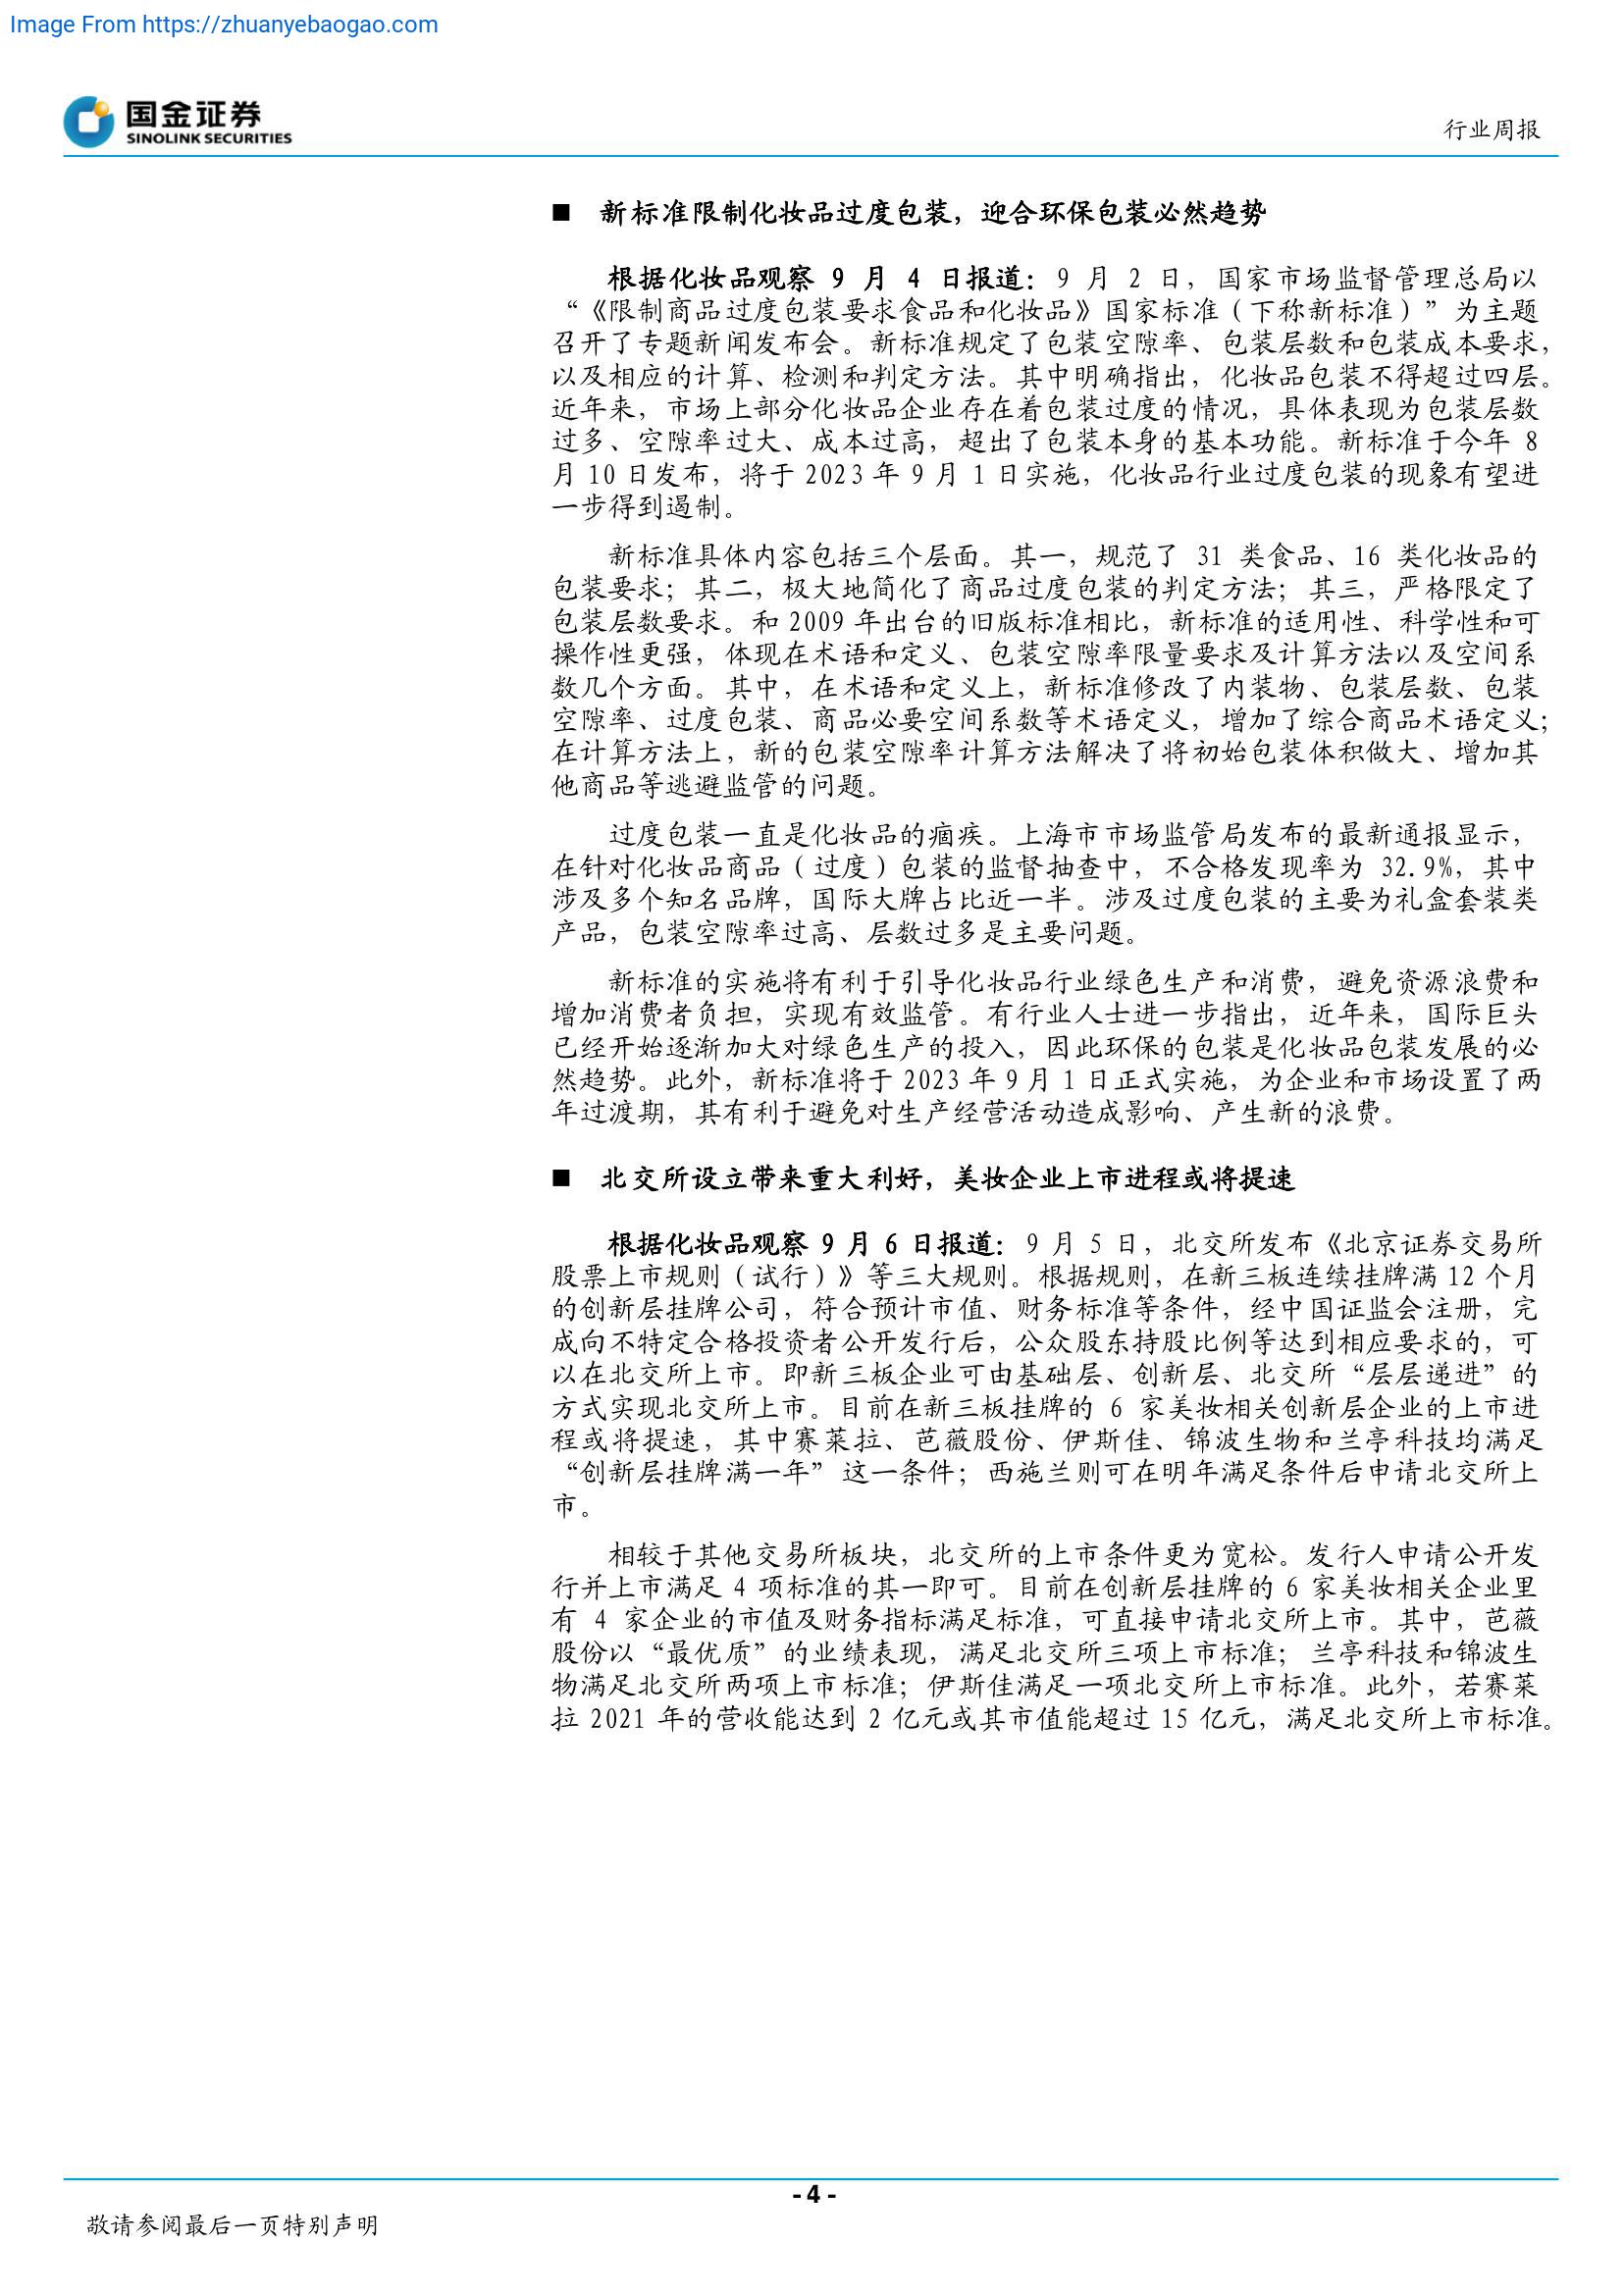 Image From https://zhuanyebaogao.com
国金证券
SINOLINK SECURITIES
行业周报
■ 新标准限制化妆品过度包装，迎合环保包装必然趋势
根据化妆品观察 9 月 4 日报道：9 月 2 日，国家市场监督管理总局以
“《限制商品过度包装要求食品和化妆品》国家标准（下称新标准）”为主题
召开了专题新闻发布会。新标准规定了包装空隙率、包装层数和包装成本要求，
以及相应的计算、检测和判定方法。其中明确指出，化妆品包装不得超过四层。
近年来，市场上部分化妆品企业存在着包装过度的情况，具体表现为包装层数
过多、空隙率过大、成本过高，超出了包装本身的基本功能。新标准于今年 8
月 10 日发布，将于 2023 年 9 月 1 日实施，化妆品行业过度包装的现象有望进
一步得到遏制。
新标准具体内容包括三个层面。其一，规范了 31 类食品、16 类化妆品的
包装要求；其二，极大地简化了商品过度包装的判定方法；其三，严格限定了
包装层数要求。和 2009 年出台的旧版标准相比，新标准的适用性、科学性和可
操作性更强，体现在术语和定义、包装空隙率限量要求及计算方法以及空间系
数几个方面。其中，在术语和定义上，新标准修改了内装物、包装层数、包装
空隙率、过度包装、商品必要空间系数等术语定义，增加了综合商品术语定义；
在计算方法上，新的包装空隙率计算方法解决了将初始包装体积做大、增加其
他商品等逃避监管的问题。
过度包装一直是化妆品的痼疾。上海市市场监管局发布的最新通报显示，
在针对化妆品商品（过度）包装的监督抽查中，不合格发现率为 32.9%，其中
涉及多个知名品牌，国际大牌占比近一半。涉及过度包装的主要为礼盒套装类
产品，包装空隙率过高、层数过多是主要问题。
新标准的实施将有利于引导化妆品行业绿色生产和消费，避免资源浪费和
增加消费者负担，实现有效监管。有行业人士进一步指出，近年来，国际巨头
已经开始逐渐加大对绿色生产的投入，因此环保的包装是化妆品包装发展的必
然趋势。此外，新标准将于 2023 年 9 月 1 日正式实施，为企业和市场设置了两
年过渡期，其有利于避免对生产经营活动造成影响、产生新的浪费。
■ 北交所设立带来重大利好，美妆企业上市进程或将提速
根据化妆品观察 9 月 6 日报道：9 月 5 日，北交所发布《北京证券交易所
股票上市规则（试行）》等三大规则。根据规则，在新三板连续挂牌满 12 个月
的创新层挂牌公司，符合预计市值、财务标准等条件，经中国证监会注册，完
成向不特定合格投资者公开发行后，公众股东持股比例等达到相应要求的，可
以在北交所上市。即新三板企业可由基础层、创新层、北交所“层层递进”的
方式实现北交所上市。目前在新三板挂牌的 6 家美妆相关创新层企业的上市进
程或将提速，其中赛莱拉、芭薇股份、伊斯佳、锦波生物和兰亭科技均满足
“创新层挂牌满一年”这一条件；西施兰则可在明年满足条件后申请北交所上
市。
相较于其他交易所板块，北交所的上市条件更为宽松。发行人申请公开发
行并上市满足 4 项标准的其一即可。目前在创新层挂牌的 6 家美妆相关企业里
有 4 家企业的市值及财务指标满足标准，可直接申请北交所上市。其中，芭薇
股份以“最优质”的业绩表现，满足北交所三项上市标准；兰亭科技和锦波生
物满足北交所两项上市标准；伊斯佳满足一项北交所上市标准。此外，若赛莱
拉 2021 年的营收能达到 2 亿元或其市值能超过 15 亿元，满足北交所上市标准。
- 4 -
敬请参阅最后一页特别声明